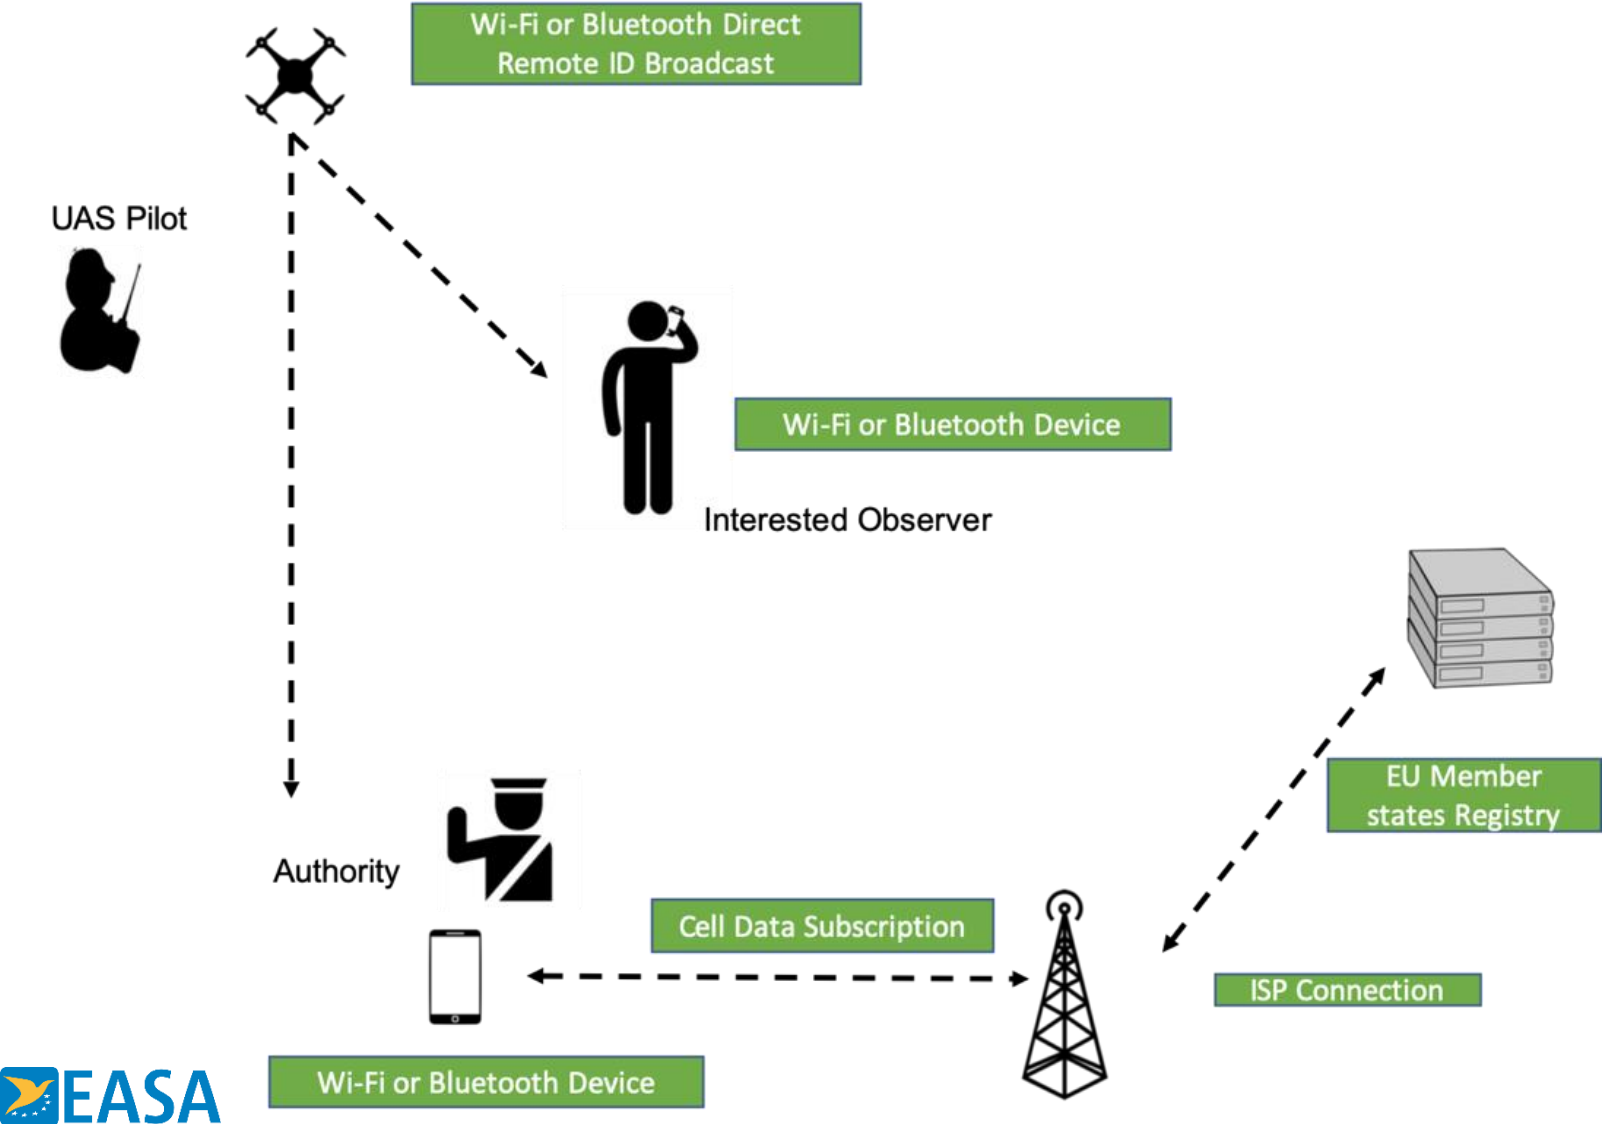 Wi-Fi or Bluetooth Direct
Remote ID Broadcast
UAS Pilot
Wi-Fi or Bluetooth Device
Interested Observer
EU Member
states Registry
Authority
Cell Data Subscription
ISP Connection
Wi-Fi or Bluetooth Device
EASA